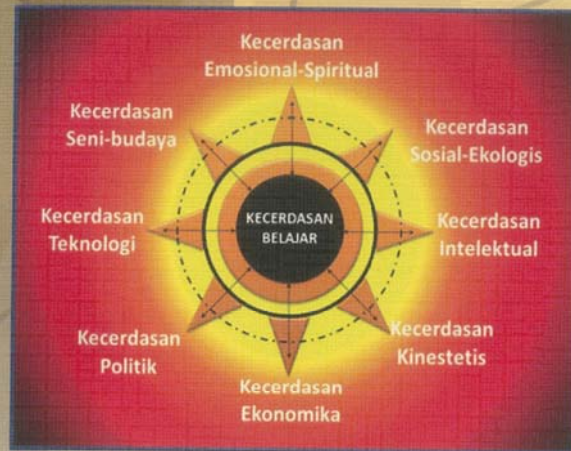 Kecerdasan
Emosional-Spiritual
Kecerdasan
Seni-budaya
Kecerdasan
Sosial-Ekologis
Kecerdasan
Teknologi
KECERDASAN
BELAJAR
Kecerdasan
Intelektual
Kecerdasan
Politik
Kecerdasan
Kinestetis
Kecerdasan
Ekonomika